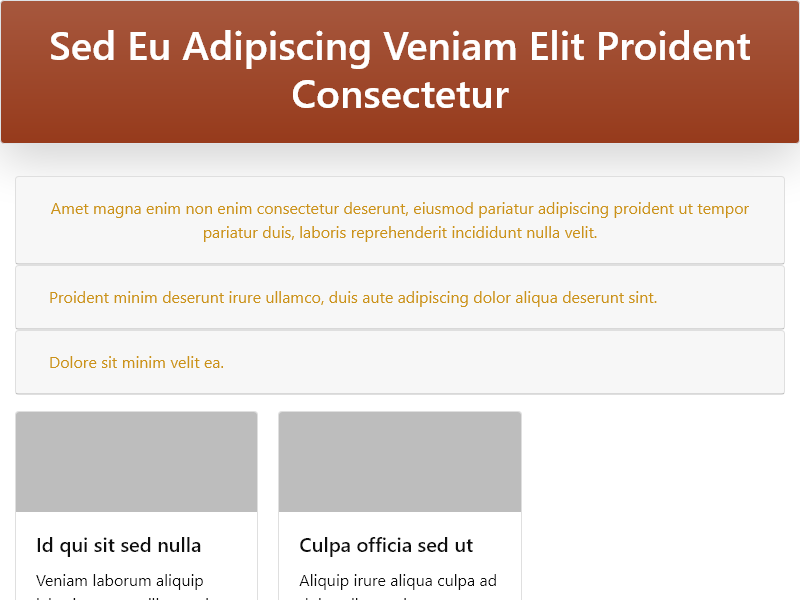 Sed Eu Adipiscing Veniam Elit Proident
Consectetur
Amet magna enim non enim consectetur deserunt, eiusmod pariatur adipiscing proident ut tempor
pariatur duis, laboris reprehenderit incididunt nulla velit.
Proident minim deserunt irure ullamco, duis aute adipiscing dolor aliqua deserunt sint.
Dolore sit minim velit ea.
Id qui sit sed nulla
Veniam laborum aliquip
Culpa officia sed ut
Aliquip irure aliqua culpa ad